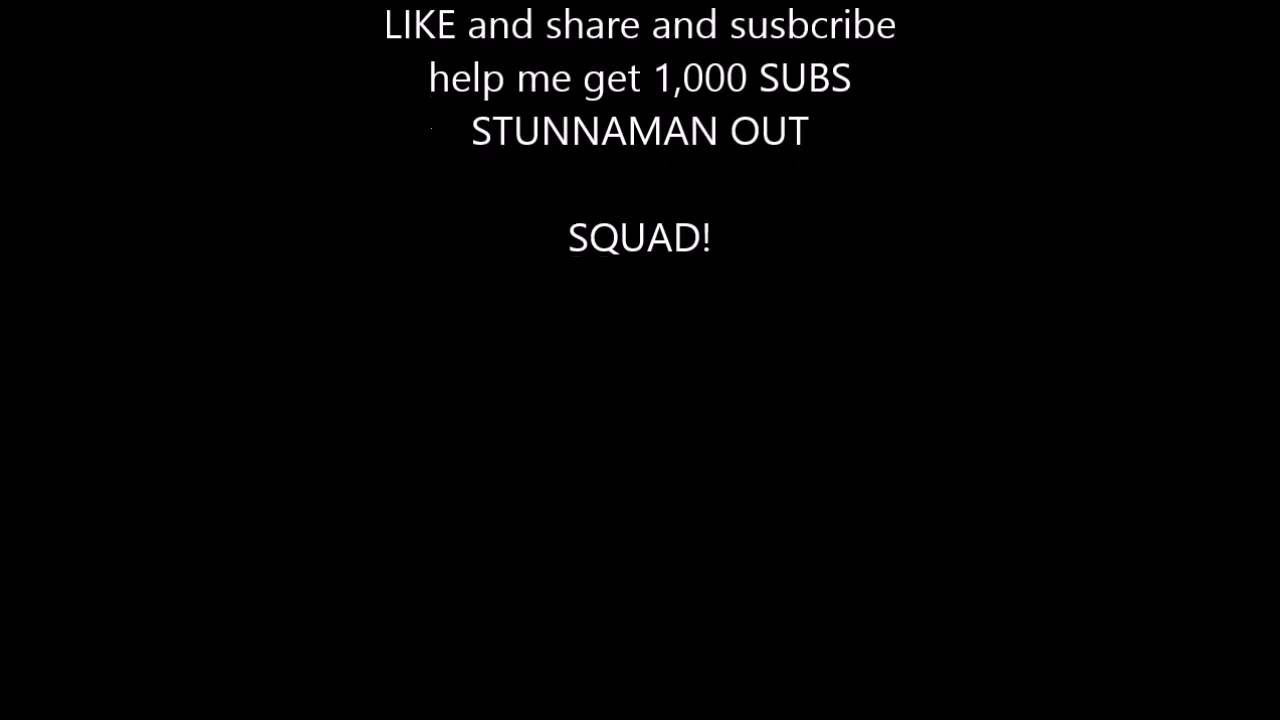 LIKE and share and susbcribe
help me get 1,000 SUBS
STUNNAMAN OUT
SQUAD!